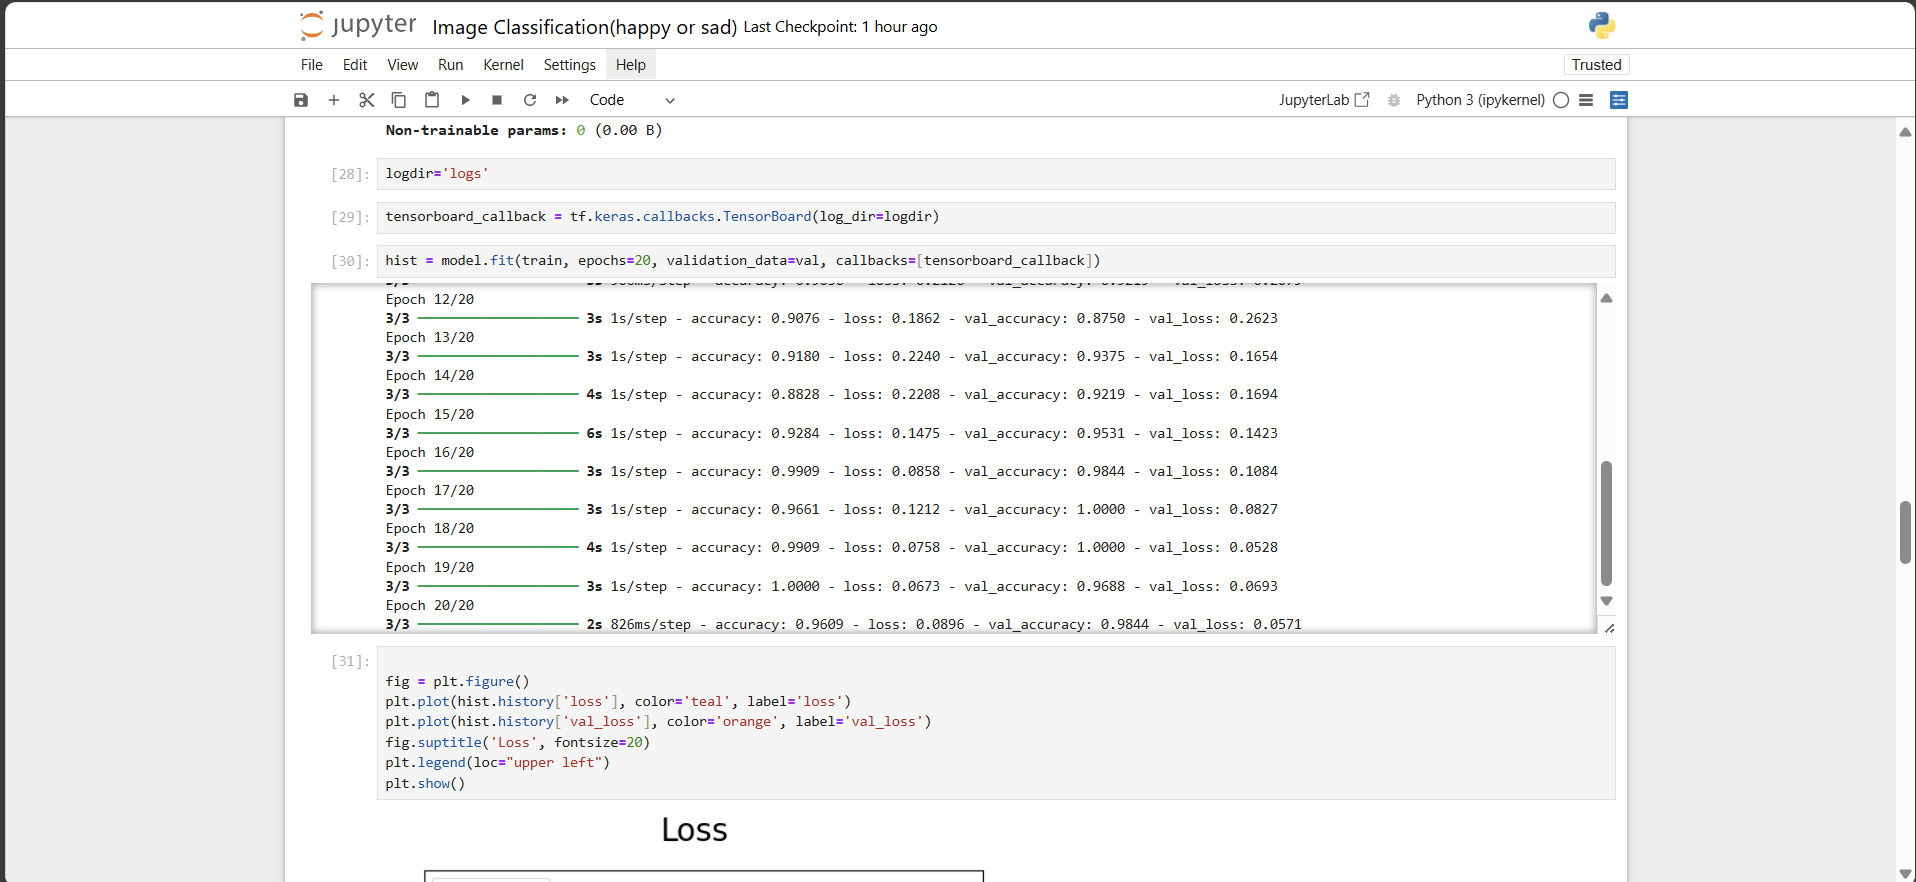 jupyter Image Classification(happy or sad) Last Checkpoint: 1 hour ago
File Edit View Run Kernel Settings Help Trusted
Code JupyterLab Python 3 (ipykernel)
Non-trainable params: 0 (0.00 B)
[28]: logdir='logs'
[29]: tensorboard_callback = tf.keras.callbacks.TensorBoard(log_dir=logdir)
[30]: hist = model.fit(train, epochs=20, validation_data=val, callbacks=[tensorboard_callback])
Epoch 12/20
3/3 3s 1s/step - accuracy: 0.9076 - loss: 0.1862 - val_accuracy: 0.8750 - val_loss: 0.2623
Epoch 13/20
3/3 3s 1s/step - accuracy: 0.9180 - loss: 0.2240 - val_accuracy: 0.9375 - val_loss: 0.1654
Epoch 14/20
3/3 4s 1s/step - accuracy: 0.8828 - loss: 0.2208 - val_accuracy: 0.9219 - val_loss: 0.1694
Epoch 15/20
3/3 6s 1s/step - accuracy: 0.9284 - loss: 0.1475 - val_accuracy: 0.9531 - val_loss: 0.1423
Epoch 16/20
3/3 3s 1s/step - accuracy: 0.9909 - loss: 0.0858 - val_accuracy: 0.9844 - val_loss: 0.1084
Epoch 17/20
3/3 3s 1s/step - accuracy: 0.9661 - loss: 0.1212 - val_accuracy: 1.0000 - val_loss: 0.0827
Epoch 18/20
3/3 4s 1s/step - accuracy: 0.9909 - loss: 0.0758 - val_accuracy: 1.0000 - val_loss: 0.0528
Epoch 19/20
3/3 3s 1s/step - accuracy: 1.0000 - loss: 0.0673 - val_accuracy: 0.9688 - val_loss: 0.0693
Epoch 20/20
3/3 2s 826ms/step - accuracy: 0.9609 - loss: 0.0896 - val_accuracy: 0.9844 - val_loss: 0.0571
[31]:
fig = plt.figure()
plt.plot(hist.history['loss'], color='teal', label='loss')
plt.plot(hist.history['val_loss'], color='orange', label='val_loss')
fig.suptitle('Loss', fontsize=20)
plt.legend(loc="upper left")
plt.show()
Loss